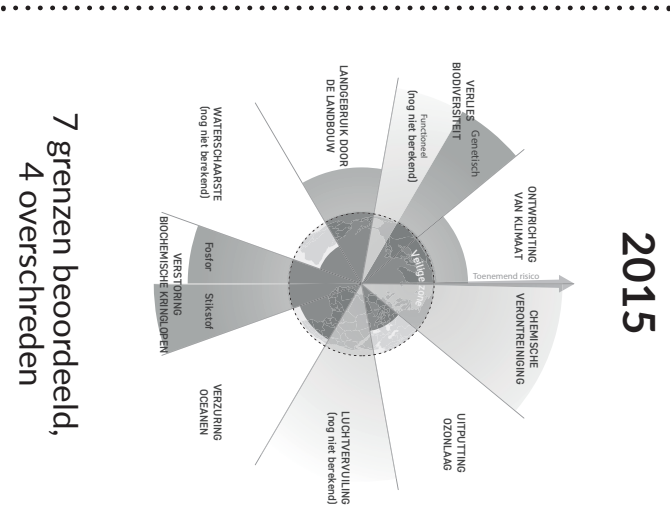 2015
ONTWRICHTING
VAN KLIMAAT
Toenemend risico
CHEMISCHE
VERONTREINIGING
UITPUTTING
OZONLAAG
LUCHTVERVUILING
(nog niet berekend)
VERZURING
OCEANEN
VERSTORING
BIOCHEMISCHE KRINGLOPEN
Stikstof
Fosfor
WATERSCHAARSTE
(nog niet berekend)
LANDGEBRUIK DOOR
DE LANDBOUW
VERLIES
BIODIVERSITEIT
Functioneel
(nog niet berekend)
Genetisch
Veilige zone
7 grenzen beoordeeld,
4 overschreden